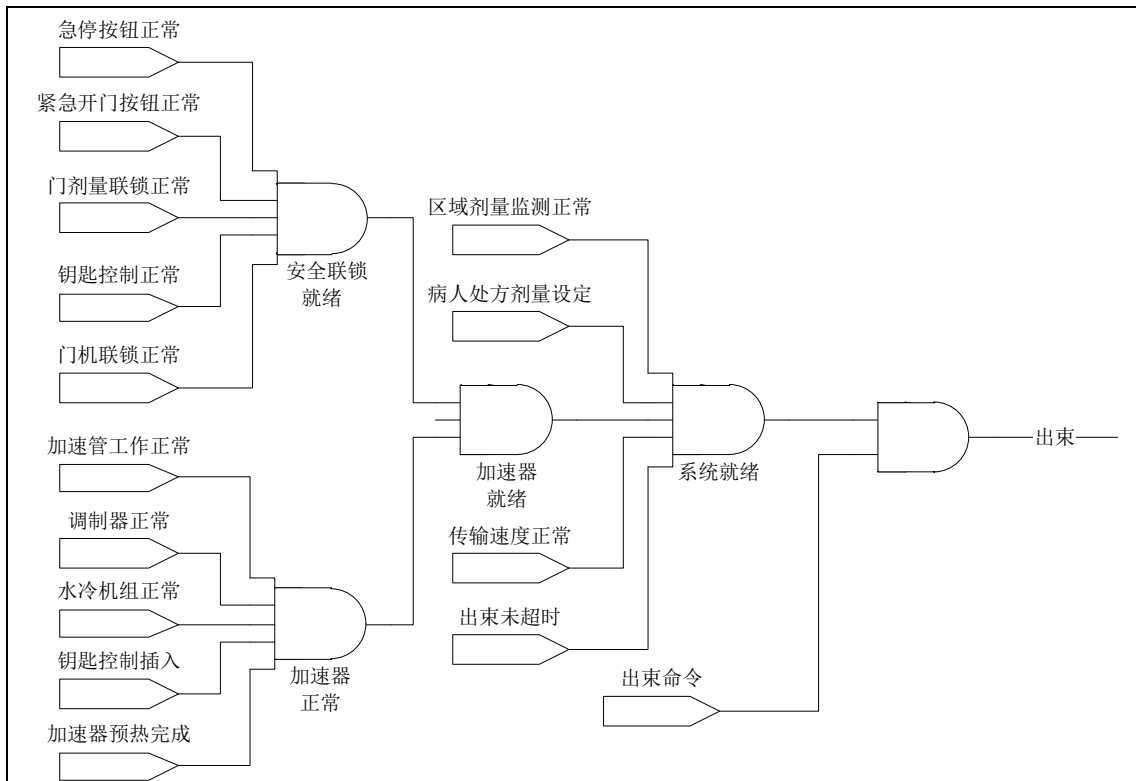 急停按钮正常
紧急开门按钮正常
门剂量联锁正常
钥匙控制正常
门机联锁正常
安全联锁
就绪
加速管工作正常
调制器正常
水冷机组正常
钥匙控制插入
加速器预热完成
加速器
正常
加速器
就绪
区域剂量监测正常
病人处方剂量设定
传输速度正常
出束未超时
系统就绪
出束命令
出束